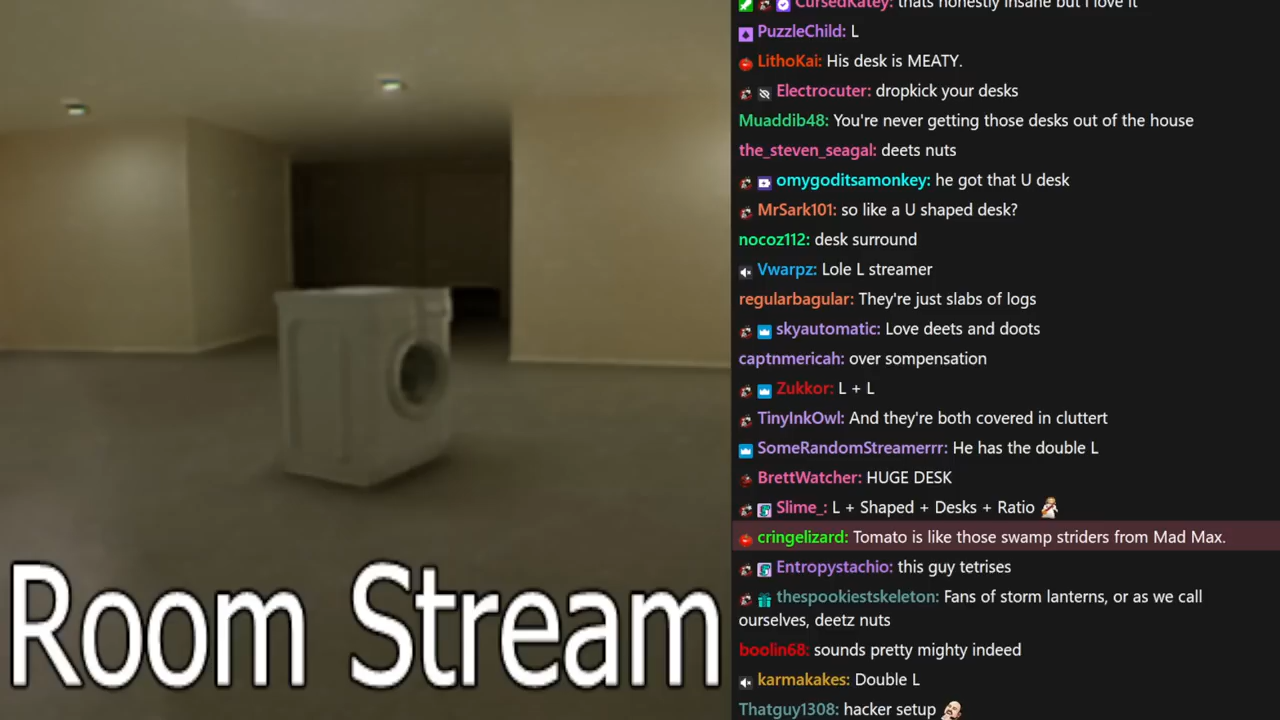 Room Stream
CursedKatey: thats honestly insane but i love it
PuzzleChild: L
LithoKai: His desk is MEATY.
Electrocuter: dropkick your desks
Muaddib48: You're never getting those desks out of the house
the_steven_seagal: deets nuts
omygoditsamonkey: he got that U desk
MrSark101: so like a U shaped desk?
nocoz112: desk surround
Vwarpz: Lole L streamer
regularbagular: They're just slabs of logs
skyautomatic: Love deets and doots
captnmericah: over sompensation
Zukkor: L + L
TinyInkOwl: And they're both covered in cluttert
SomeRandomStreamerrr: He has the double L
BrettWatcher: HUGE DESK
Slime_: L + Shaped + Desks + Ratio
cringelizard: Tomato is like those swamp striders from Mad Max.
Entropystachio: this guy tetrises
thespookiestskeleton: Fans of storm lanterns, or as we call
ourselves, deetz nuts
boolin68: sounds pretty mighty indeed
karmakakes: Double L
Thatguy1308: hacker setup